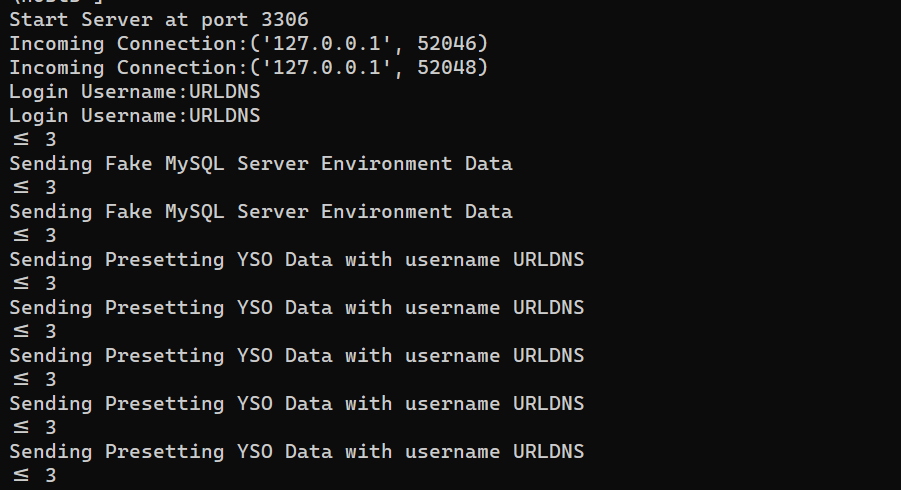 Start Server at port 3306
Incoming Connection:('127.0.0.1', 52046)
Incoming Connection:('127.0.0.1', 52048)
Login Username:URLDNS
Login Username:URLDNS
≤ 3
Sending Fake MySQL Server Environment Data
≤ 3
Sending Fake MySQL Server Environment Data
≤ 3
Sending Presetting YSO Data with username URLDNS
≤ 3
Sending Presetting YSO Data with username URLDNS
≤ 3
Sending Presetting YSO Data with username URLDNS
≤ 3
Sending Presetting YSO Data with username URLDNS
≤ 3
Sending Presetting YSO Data with username URLDNS
≤ 3